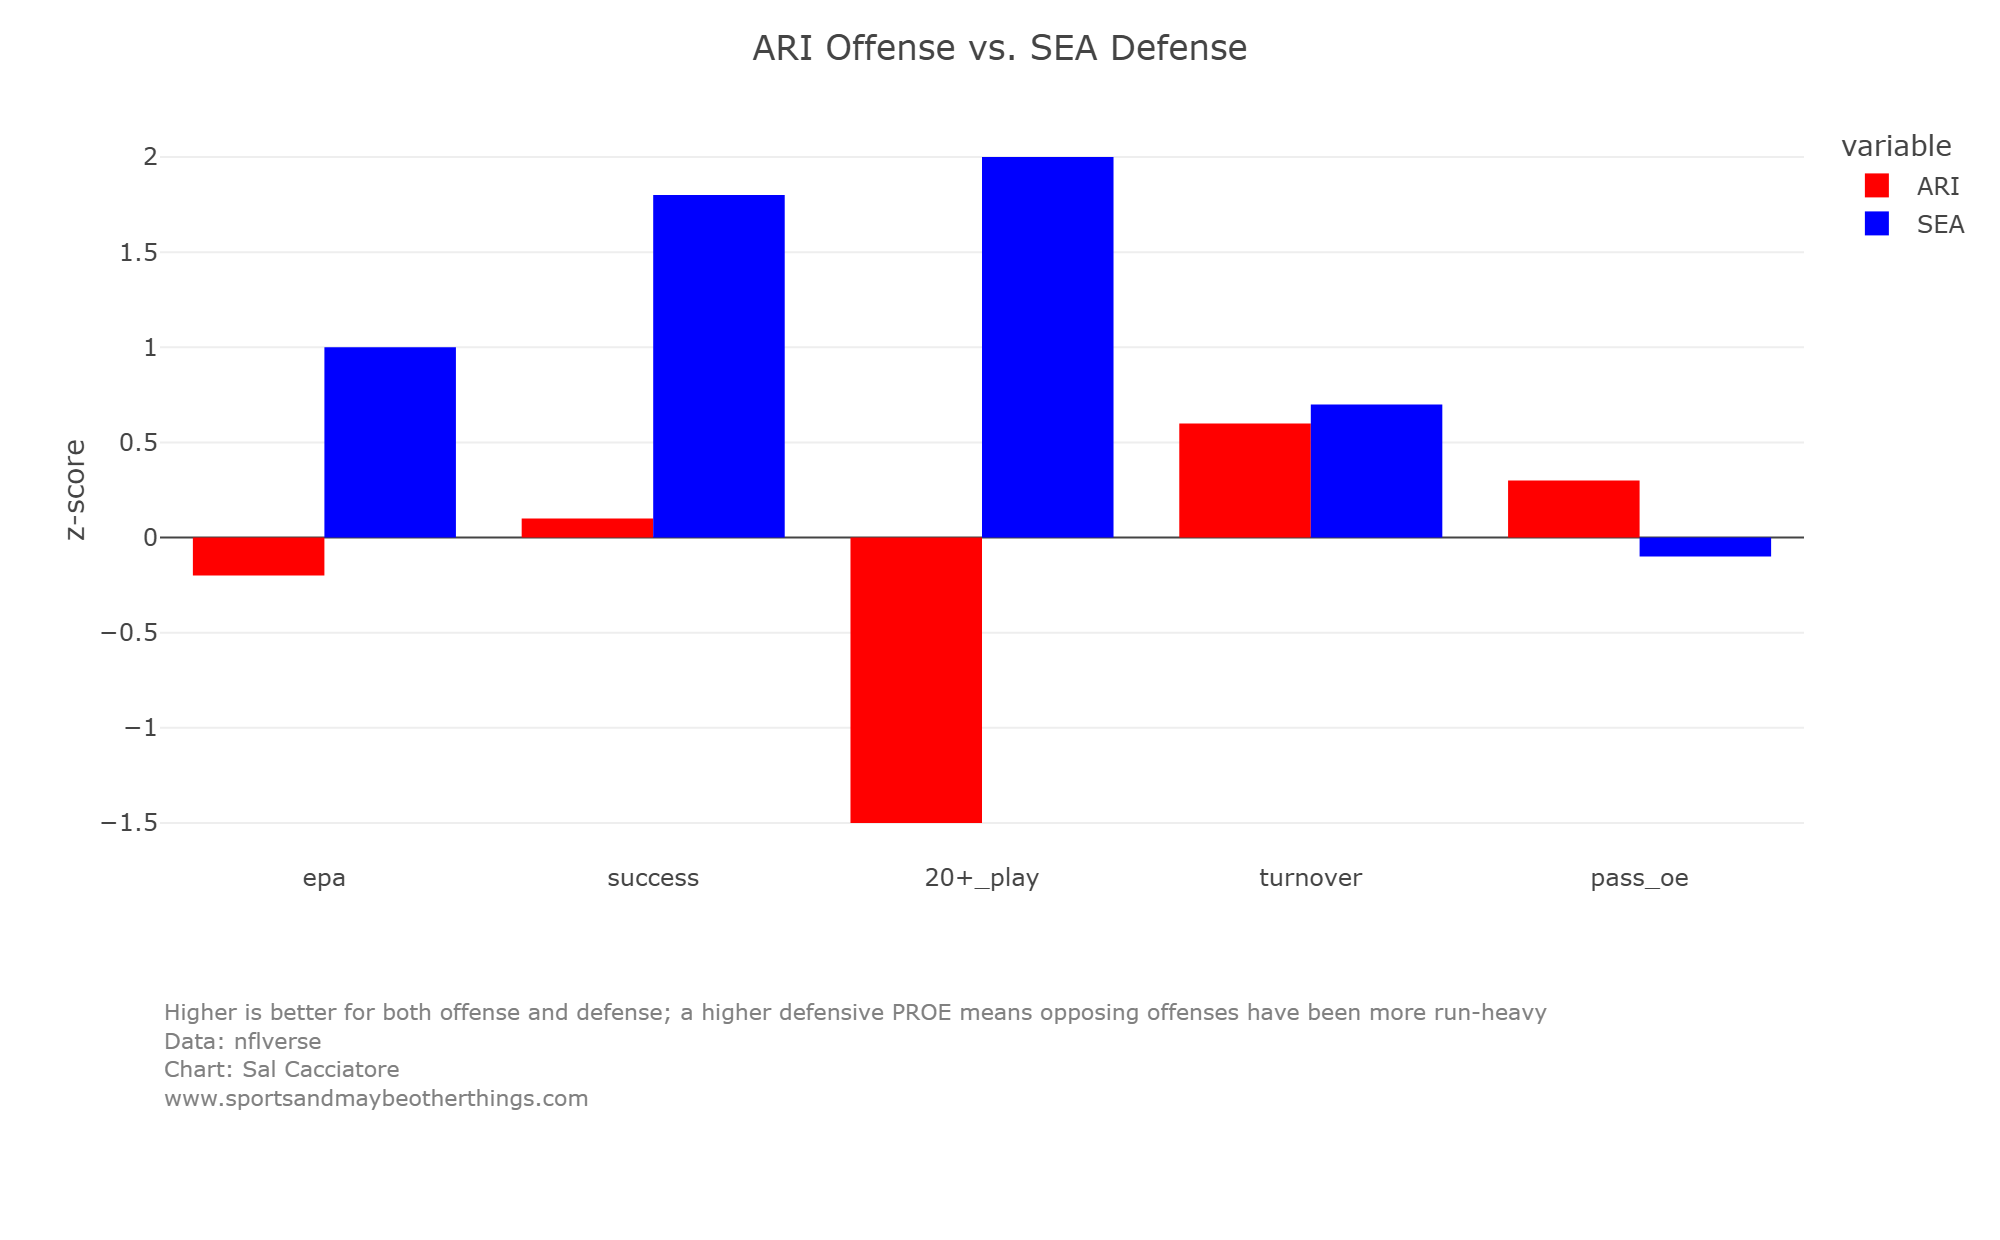 ARI Offense vs. SEA Defense
variable
ARI
SEA
z-score
2
1.5
1
0.5
0
−0.5
−1
−1.5
epa
success
20+_play
turnover
pass_oe
Higher is better for both offense and defense; a higher defensive PROE means opposing offenses have been more run-heavy
Data: nflverse
Chart: Sal Cacciatore
www.sportsandmaybeotherthings.com